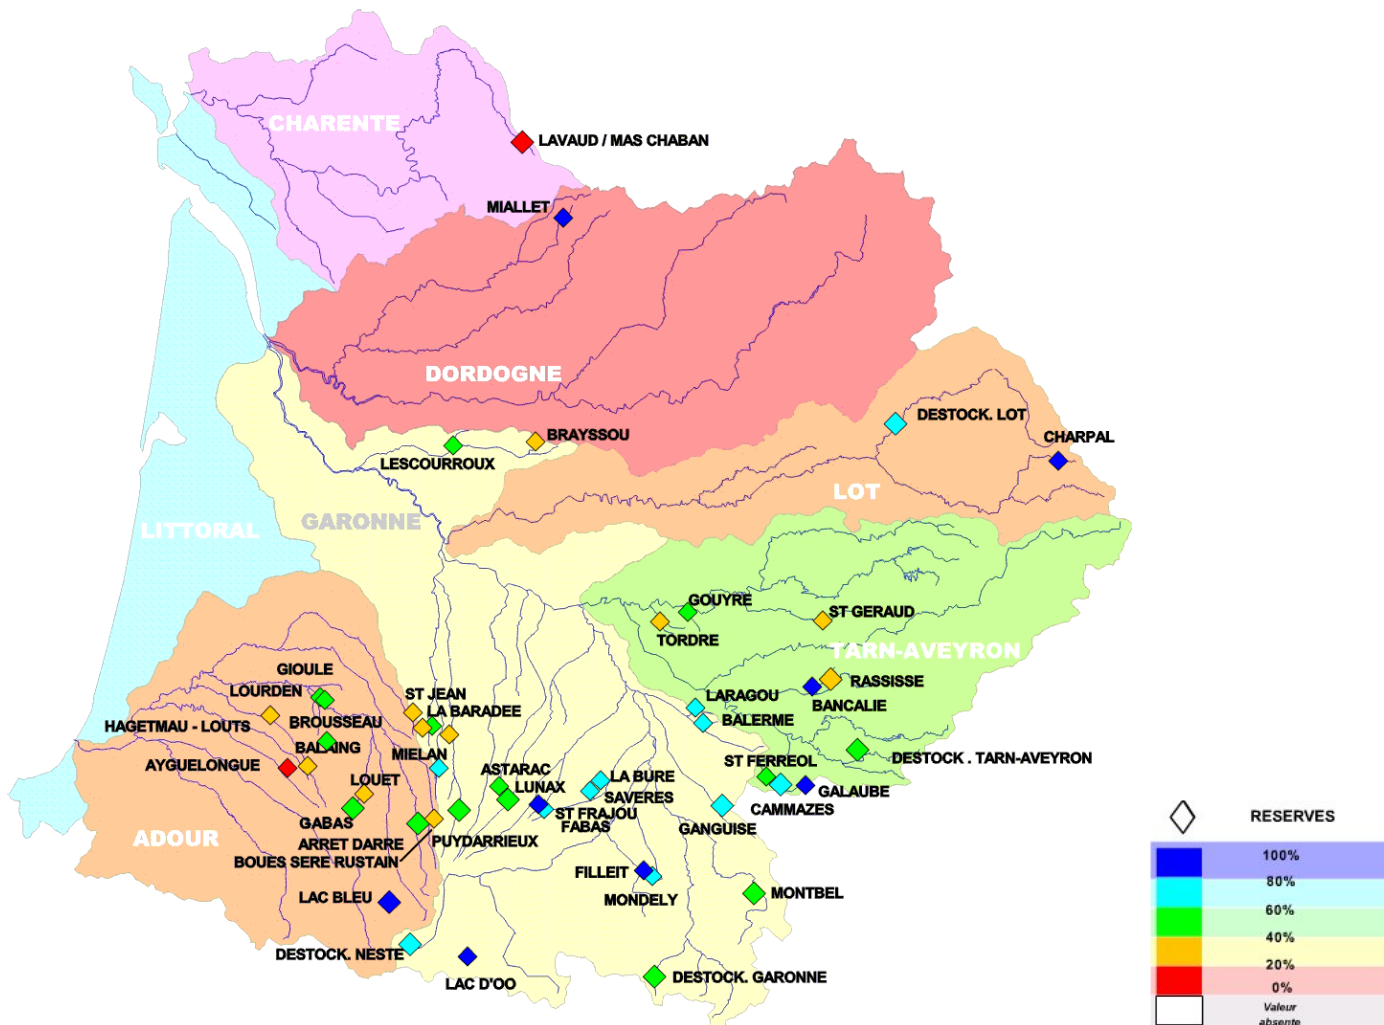 CHARENTE
LAVAUD / MAS CHABAN
MIALLET
DORDOGNE
DESTOCK. LOT
BRAYSSOU
CHARPAL
LESCOURROUX
LOT
GARONNE
LITTORAL
GOUYRE
ST GERAUD
TORDRE
TARN-AVEYRON
GIOULE
RASSISSE
LOURDEN
ST JEAN
LARAGOU
BANCALIE
LA BARADEE
HAGETMAU - LOUTS
BROUSSEAU
BALERME
BALAING
MIELAN
DESTOCK . TARN-AVEYRON
AYGUELONGUE
ST FERREOL
ASTARAC
LOUET
LUNAX
LA BURE
GALAUBE
SAVERES
CAMMAZES
ST FRAJOU
GABAS
FABAS
GANGUISE
ADOUR
ARRET DARRE
PUYDARRIEUX
BOUES SERE RUSTAIN
FILLEIT
LAC BLEU
MONDELY
MONTBEL
DESTOCK. NESTE
LAC D'OO
DESTOCK. GARONNE
RESERVES
100%
80%
60%
40%
20%
0%
Valeur
absente